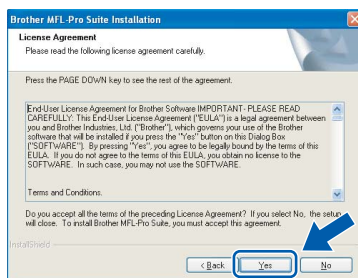 Brother MFL-Pro Suite Installation
License Agreement
Please read the following license agreement carefully.
Press the PAGE DOWN key to see the rest of the agreement.
End-User License Agreement for Brother Software IMPORTANT - PLEASE READ
CAREFULLY: This End-User License Agreement ("EULA") is a legal agreement between
you and Brother Industries, Ltd. ("Brother"), which governs your use of the Brother
software that will be installed if you press the "Yes" button on this Dialog Box
("SOFTWARE"). By pressing "Yes", you agree to be legally bound by the terms of this
EULA. If you do not agree to the terms of this EULA, you obtain no license to the
SOFTWARE. In such case, you may not use the SOFTWARE.
Terms and Conditions.
Do you accept all the terms of the preceding License Agreement? If you select No, the setup
will close. To install Brother MFL-Pro Suite, you must accept this agreement.
InstallShield
< Back
Yes
No